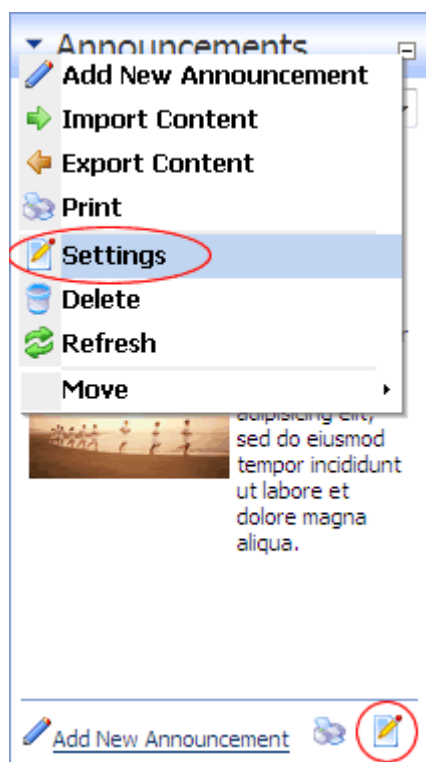 Announcements
Add New Announcement
Import Content
Export Content
Print
Settings
Delete
Refresh
Move
adipisicing elit,
sed do eiusmod
tempor incididunt
ut labore et
dolore magna
aliqua.
Add New Announcement